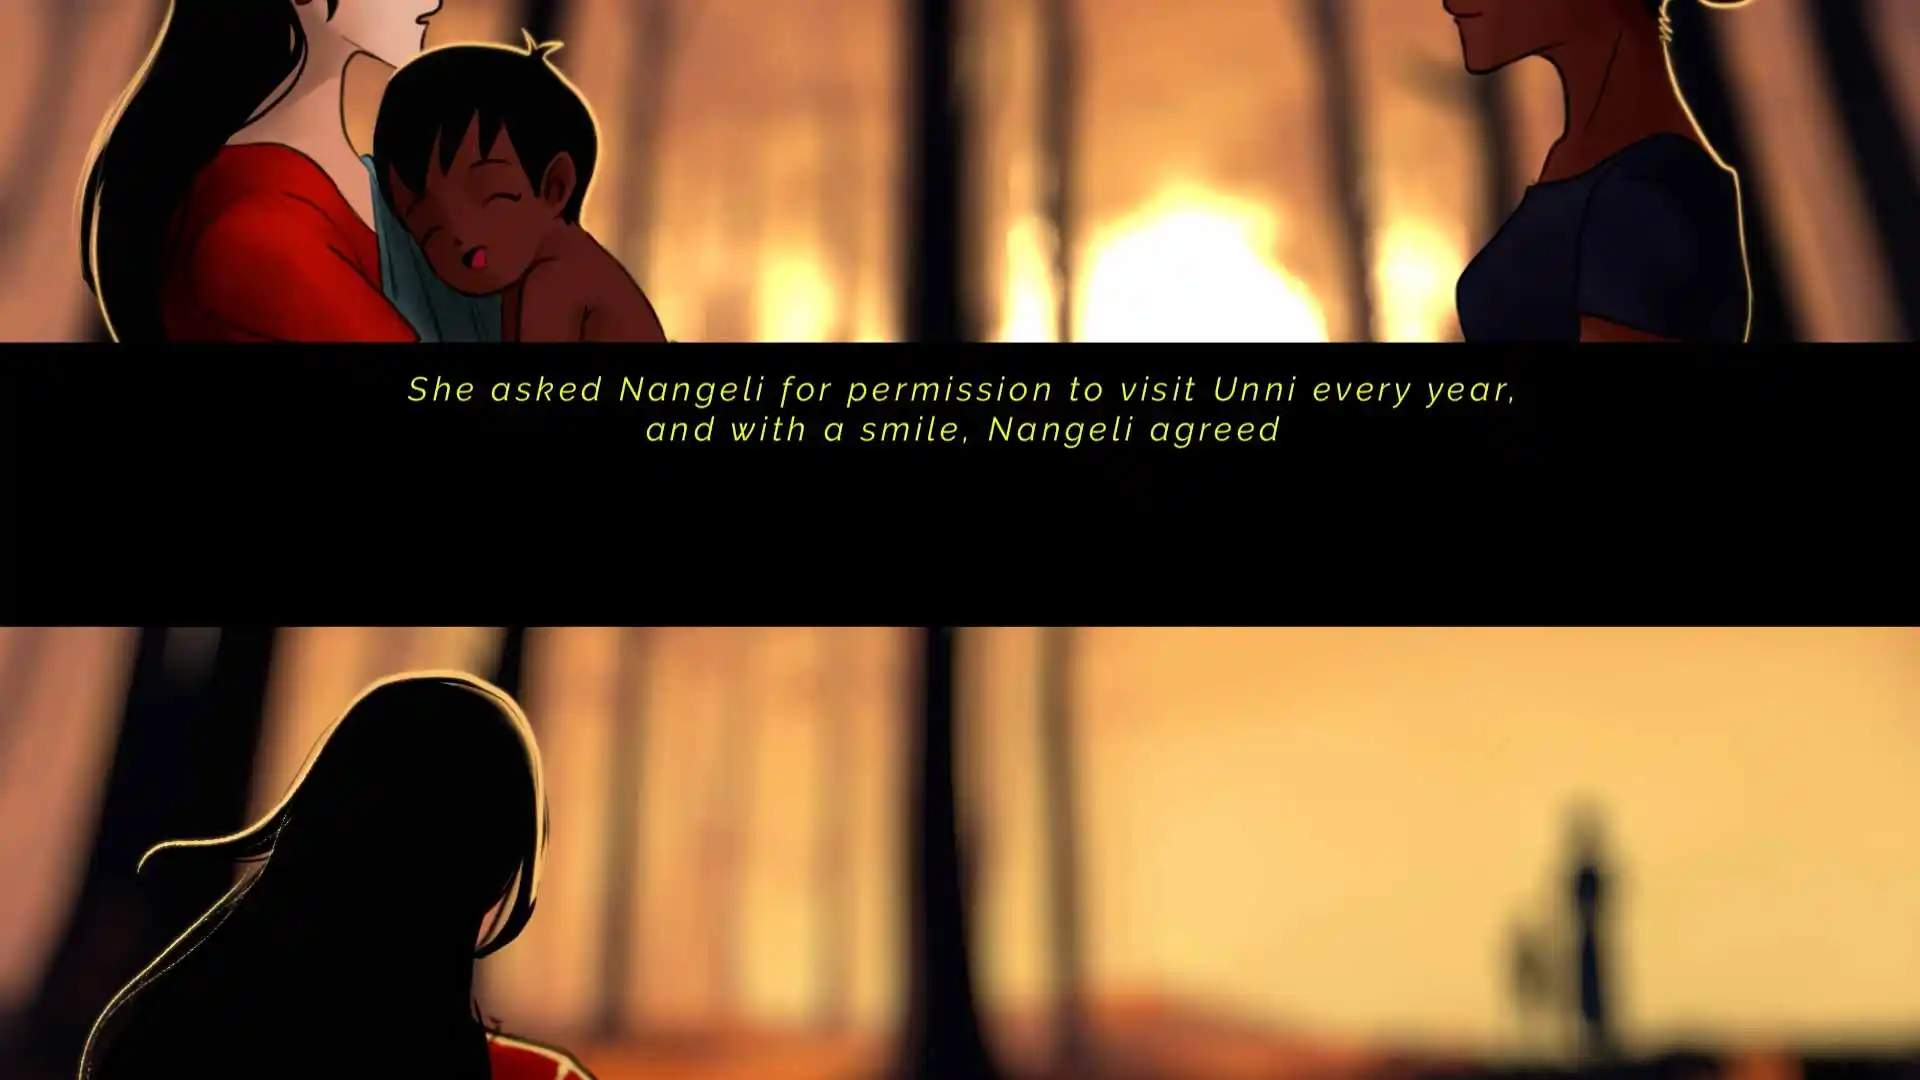 She asked Nangeli for permission to visit Unni every year,
and with a smile, Nangeli agreed